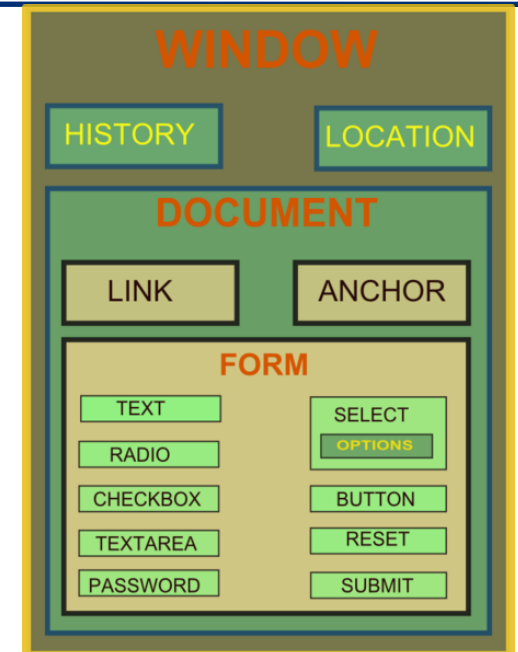 WINDOW
HISTORY
LOCATION
DOCUMENT
LINK
ANCHOR
FORM
TEXT
RADIO
CHECKBOX
TEXTAREA
PASSWORD
SELECT
OPTIONS
BUTTON
RESET
SUBMIT